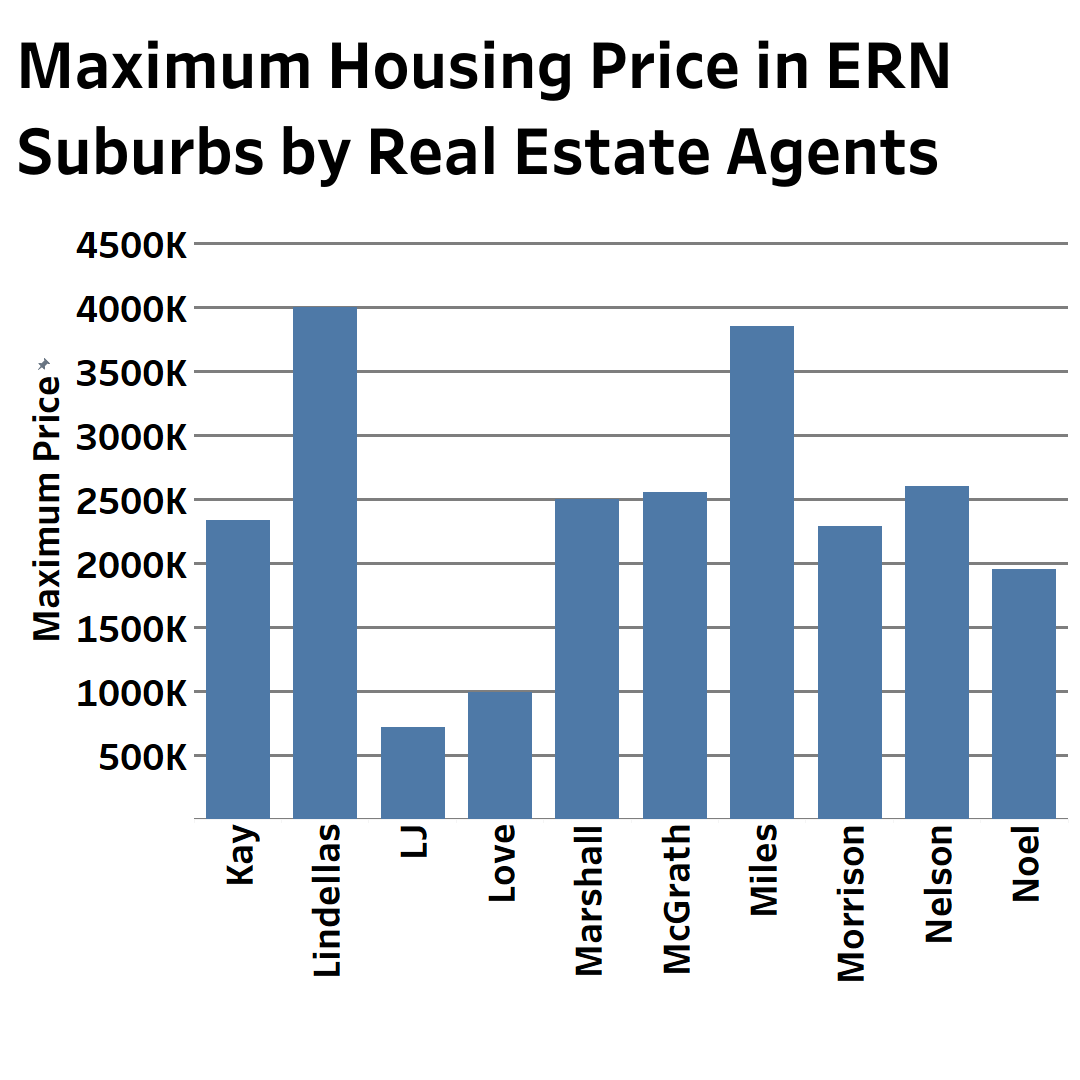 Maximum Housing Price in ERN
Suburbs by Real Estate Agents
4500K
4000K
3500K
3000K
2500K
2000K
1500K
1000K
500K
Maximum Price
Kay
Lindellas
LJ
Love
Marshall
McGrath
Miles
Morrison
Nelson
Noel